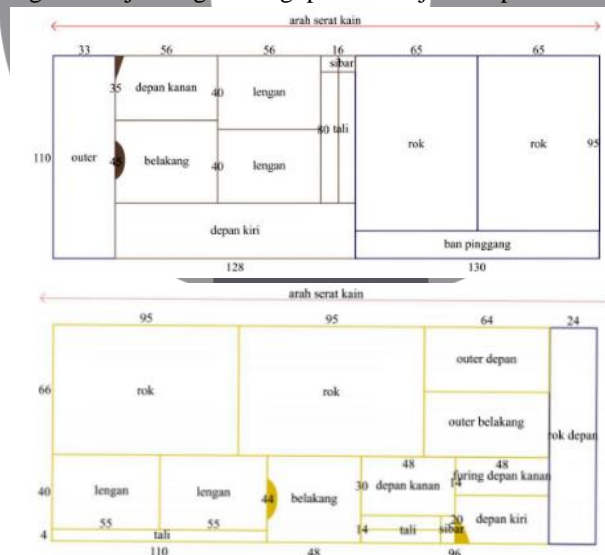 arah serat kain
33 56 56 16 65 65
sibar
35 depan kanan 40 lengan
80 tali
rok rok 95
110 outer 45 belakang 40 lengan
depan kiri
ban pinggang
128 130
arah serat kain
95 95 64 24
outer depan
66 rok rok
outer belakang
rok depan
48 48
furing depan kanan
30 depan kanan 14
40 lengan lengan 44 belakang
20 depan kiri
55 55 14 tali sibar
4 tali
110 48 96